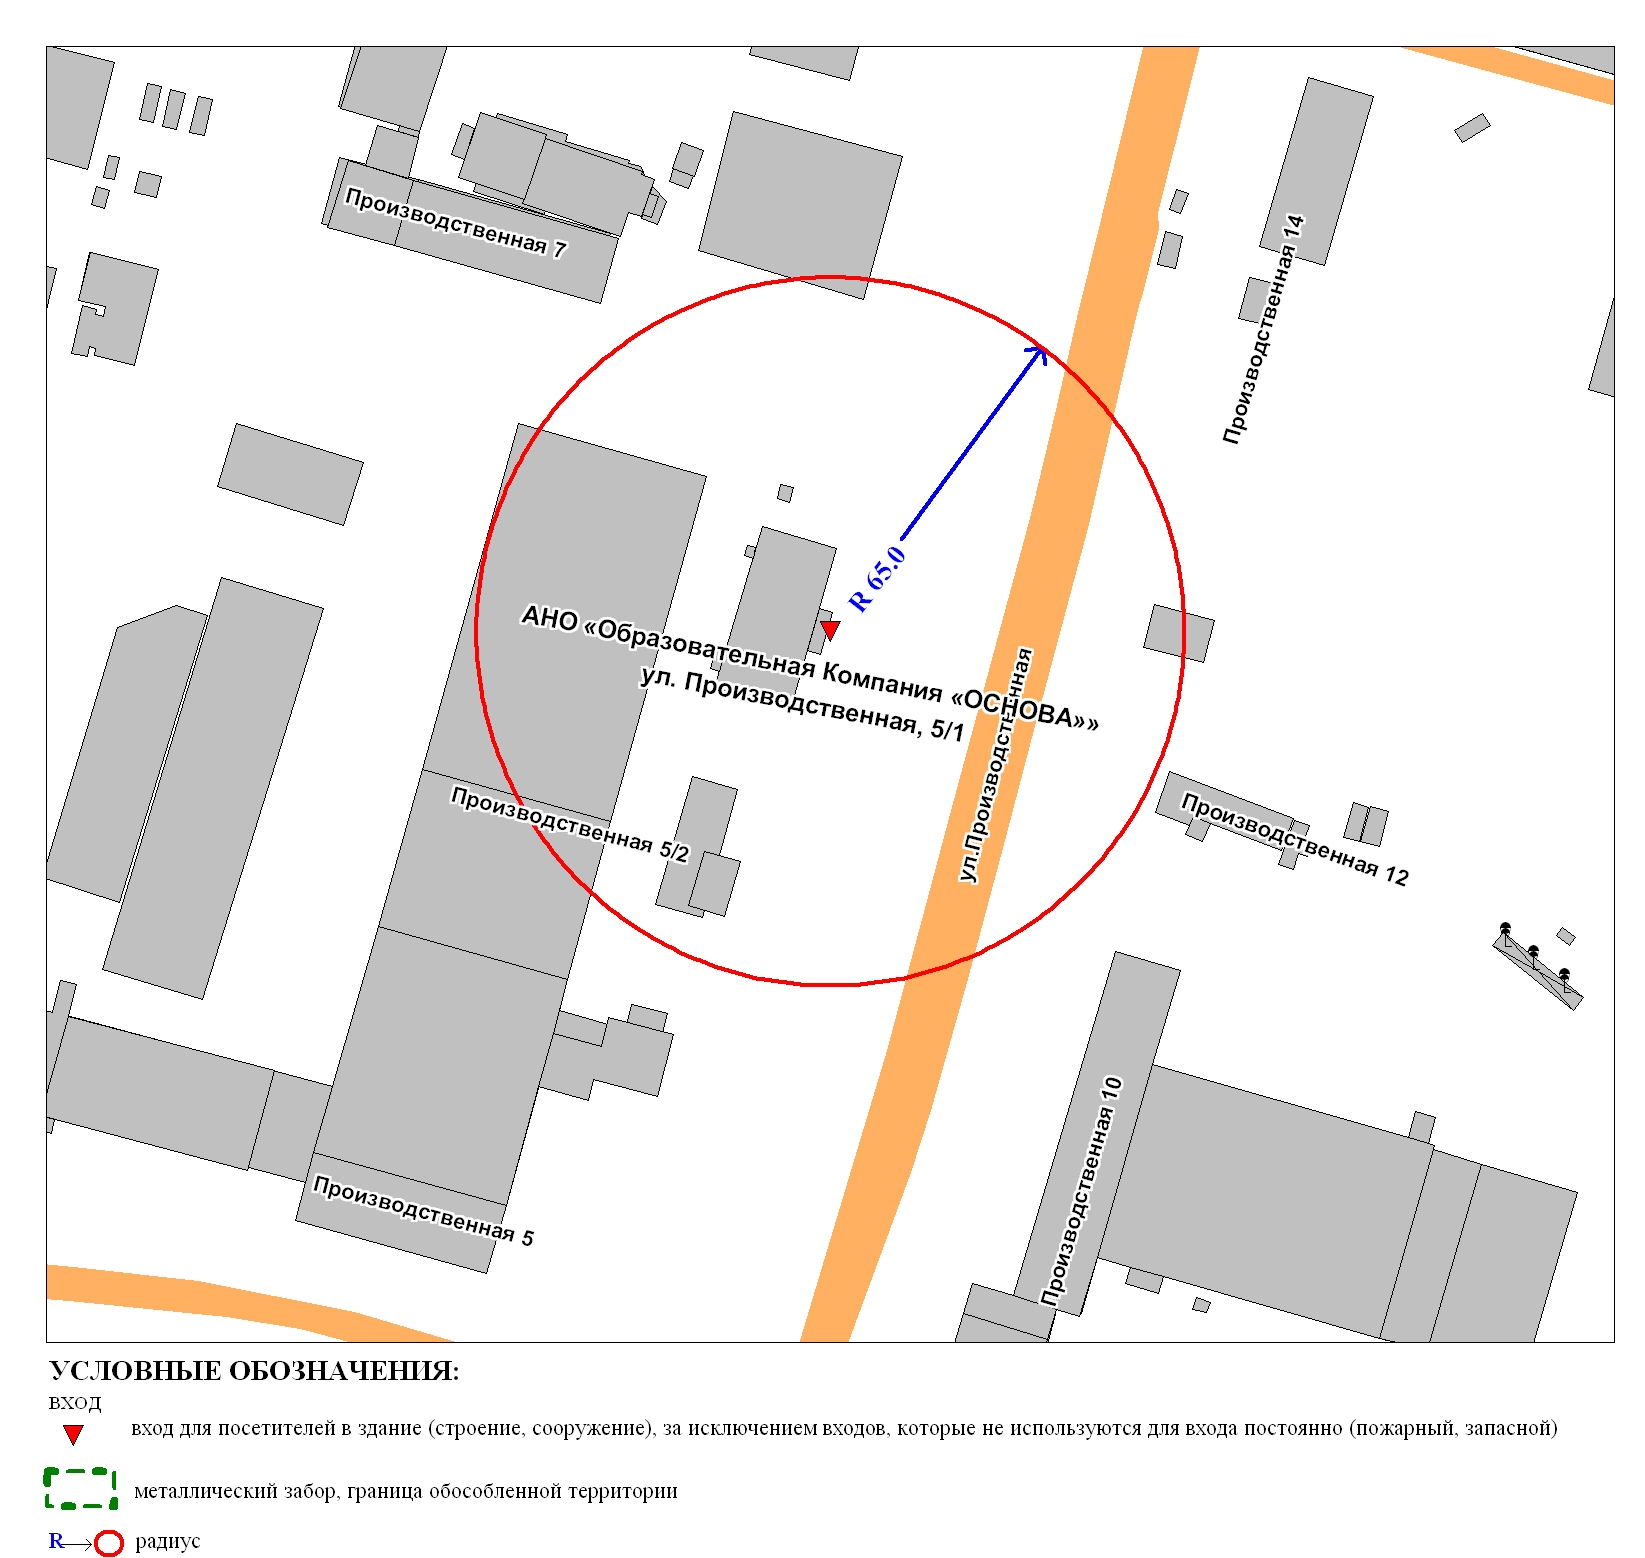 Производственная 7
Производственная 14
R 65.0
АНО «Образовательная Компания «ОСНОВА»»
ул. Производственная, 5/1
ул.Производственная
Производственная 5/2
Производственная 12
Производственная 10
Производственная 5
УСЛОВНЫЕ ОБОЗНАЧЕНИЯ:
ВХОД
вход для посетителей в здание (строение, сооружение), за исключением входов, которые не используются для входа постоянно (пожарный, запасной)
металлический забор, граница обособленной территории
R радиус